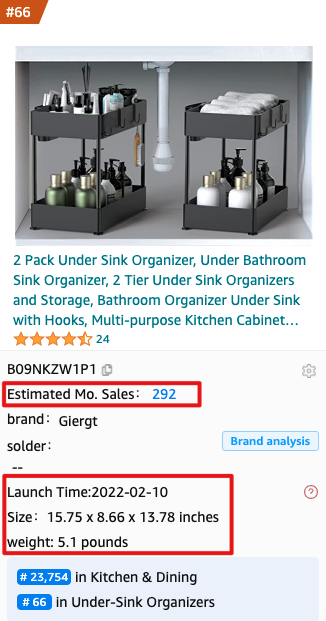 #66
2 Pack Under Sink Organizer, Under Bathroom
Sink Organizer, 2 Tier Under Sink Organizers
and Storage, Bathroom Organizer Under Sink
with Hooks, Multi-purpose Kitchen Cabinet...
24
B09NKZW1P1
Estimated Mo. Sales: 292
brand: Giergt
solder:
Brand analysis
--
Launch Time:2022-02-10
?
Size: 15.75 x 8.66 x 13.78 inches
weight: 5.1 pounds
# 23,754 in Kitchen & Dining
# 66 in Under-Sink Organizers